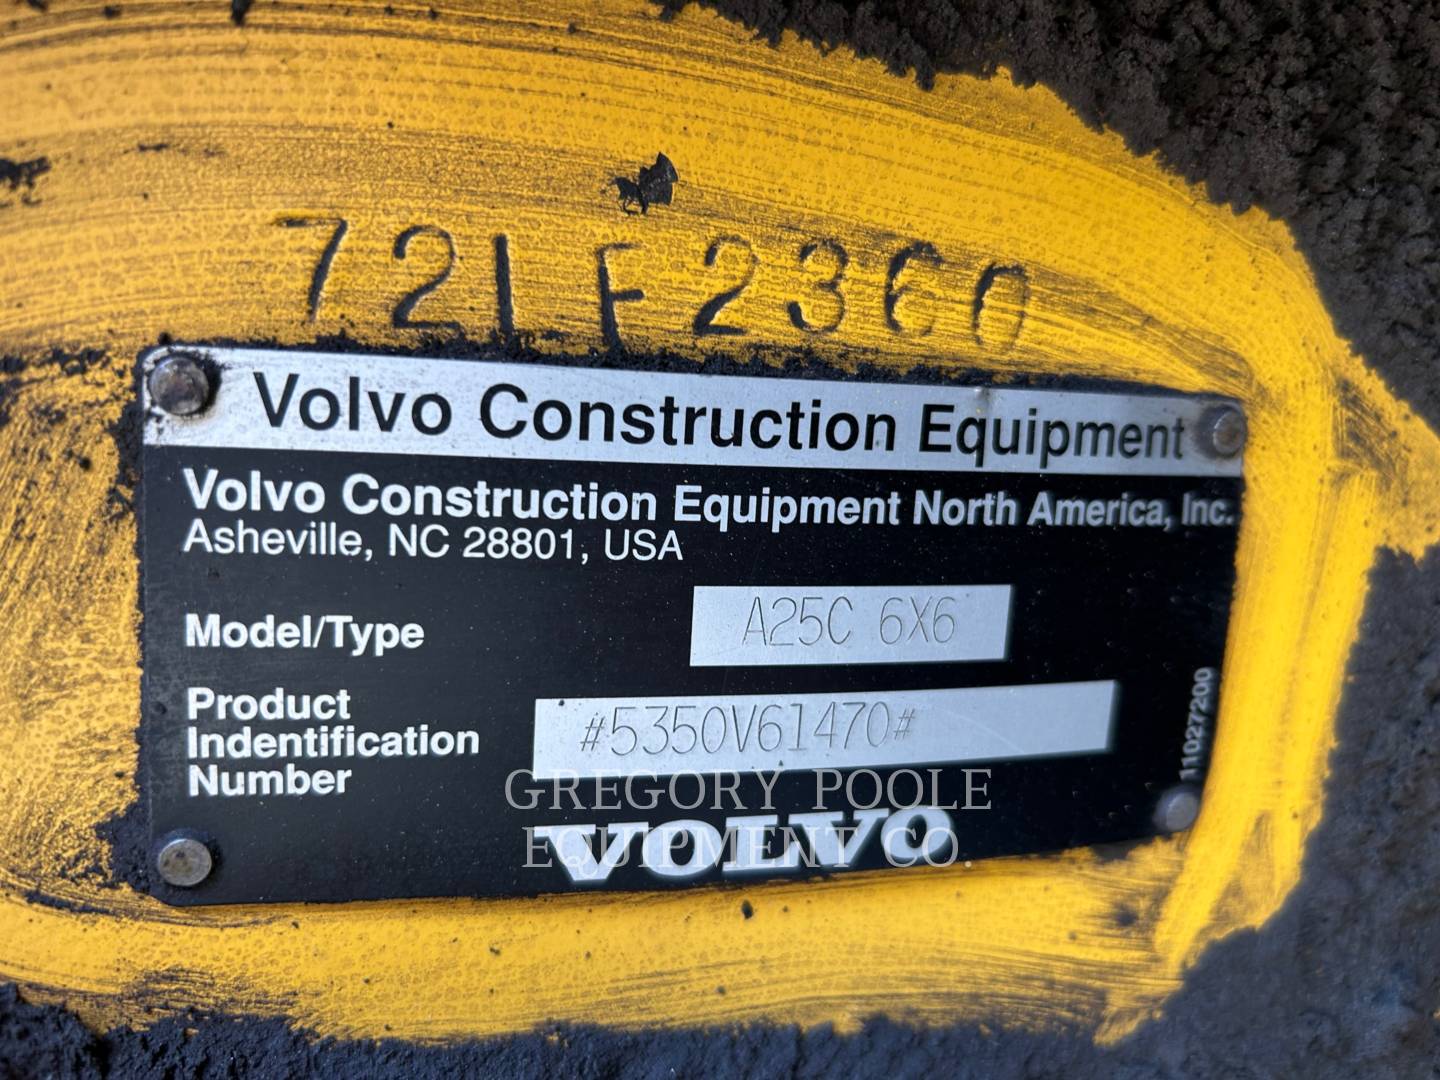 721F2360
Volvo Construction Equipment
Volvo Construction Equipment North America, Inc.
Asheville, NC 28801, USA
Model/Type A25C 6X6
Product
Indentification
Number
#5350V61470#
11027200
VOLVO
GREGORY POOLE
EQUIPMENT CO